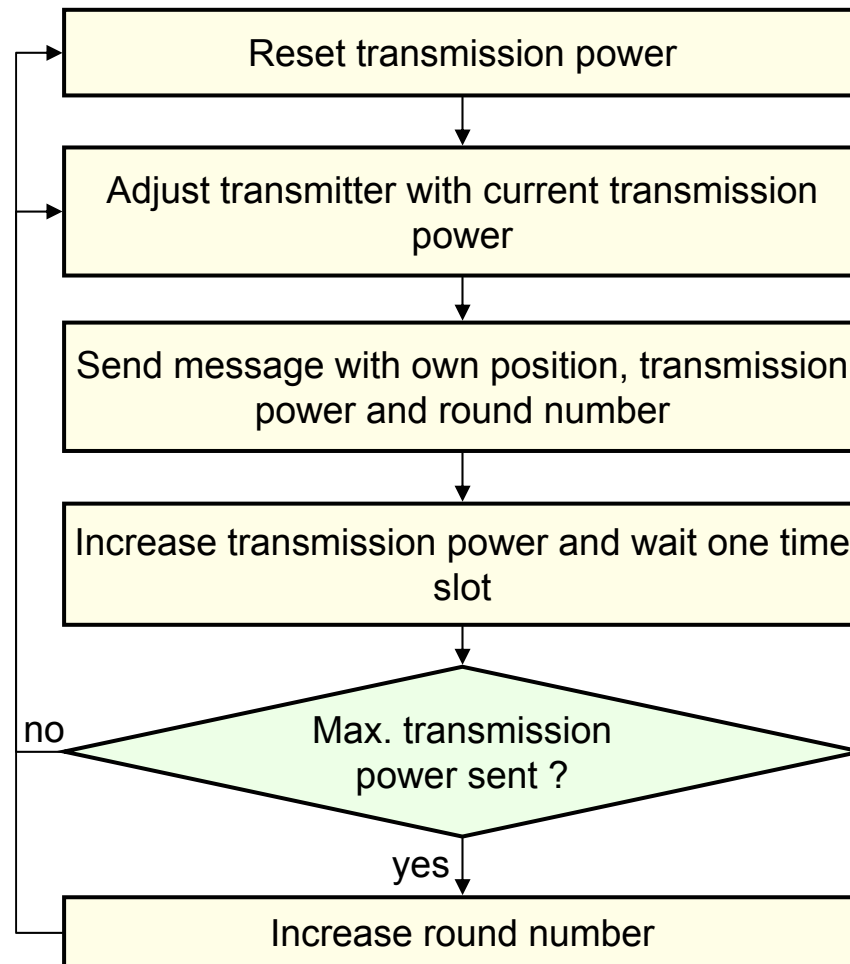 Reset transmission power
Adjust transmitter with current transmission
power
Send message with own position, transmission
power and round number
Increase transmission power and wait one time
slot
no
Max. transmission
power sent ?
yes
Increase round number